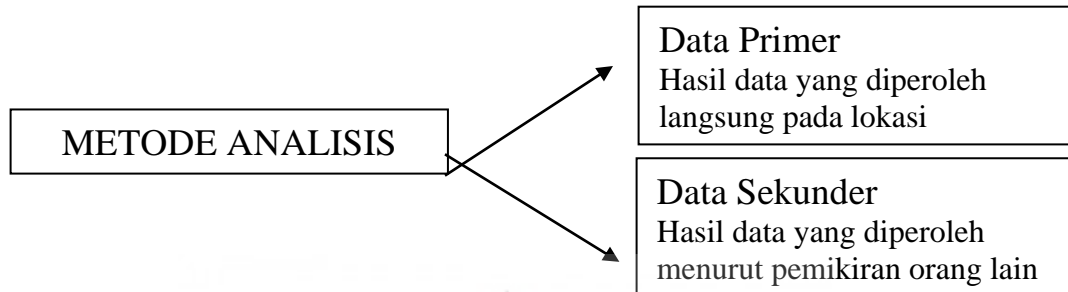 METODE ANALISIS
Data Primer
Hasil data yang diperoleh
langsung pada lokasi
Data Sekunder
Hasil data yang diperoleh
menurut pemikiran orang lain